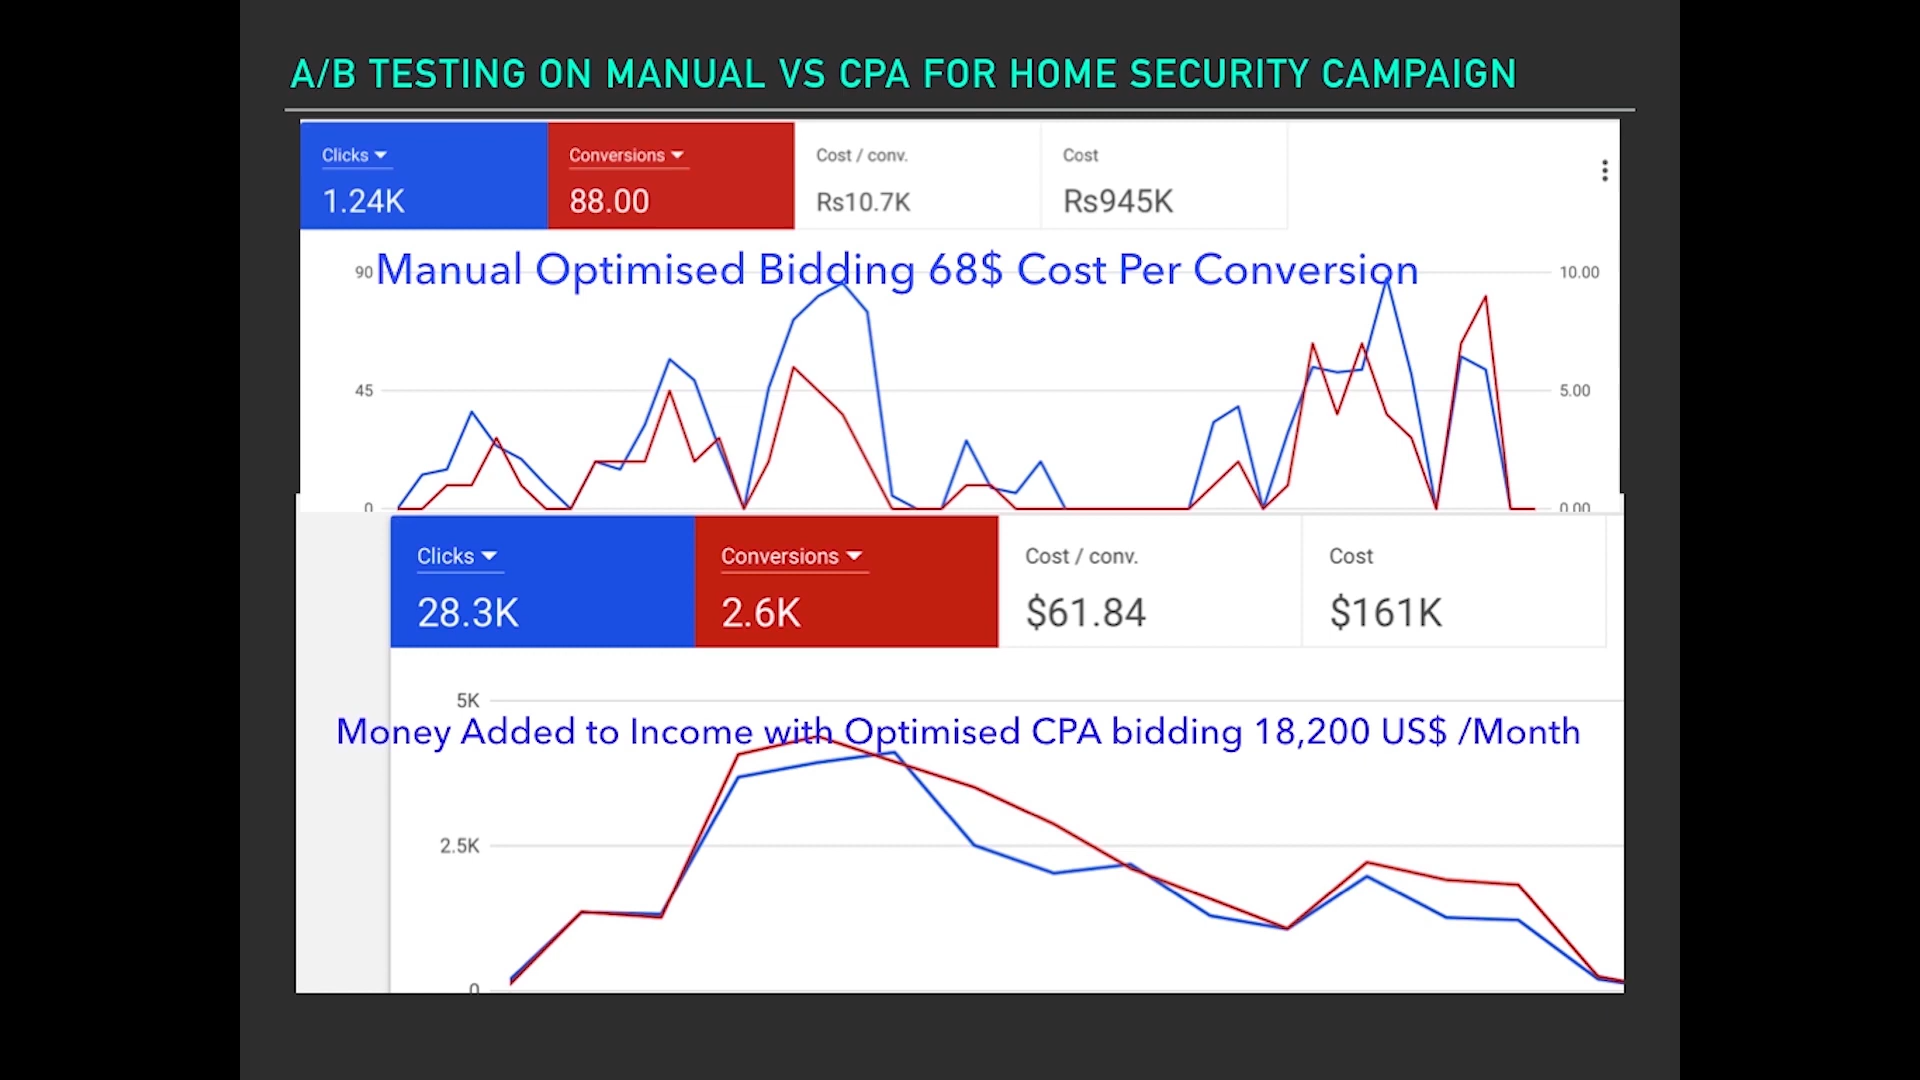 A/B TESTING ON MANUAL VS CPA FOR HOME SECURITY CAMPAIGN
Clicks Conversions Cost / conv. Cost
1.24K 88.00 Rs10.7K Rs945K
90 Manual Optimised Bidding 68$ Cost Per Conversion 10.00
45 5.00
0 0.00
Clicks Conversions Cost / conv. Cost
28.3K 2.6K $61.84 $161K
5K
Money Added to Income with Optimised CPA bidding 18,200 US$ /Month
2.5K
0